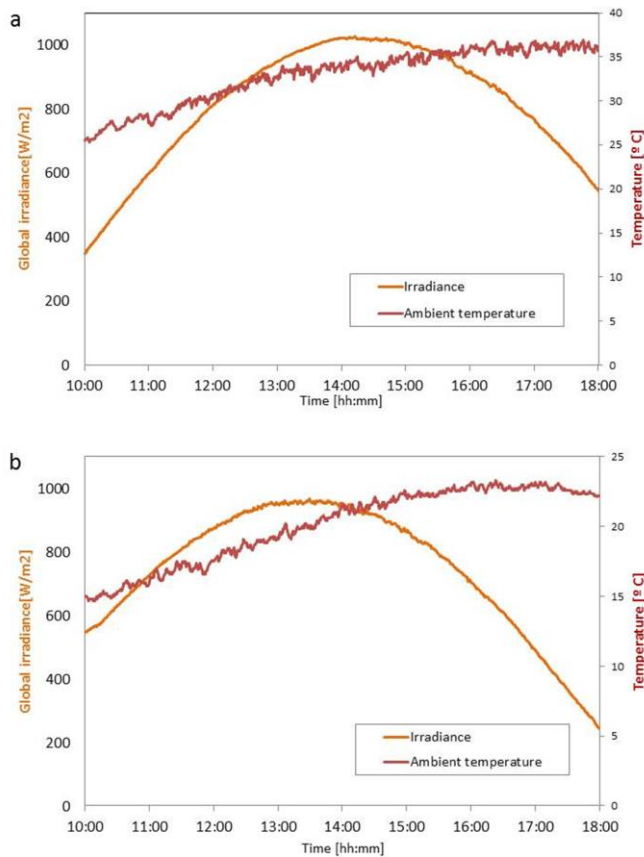 a
1000
800
600
400
200
0
40
35
30
25
20
15
10
5
0
Global irradiance[W/m2]
Temperature [º C]
Irradiance
Ambient temperature
10:00 11:00 12:00 13:00 14:00 15:00 16:00 17:00 18:00
Time [hh:mm]
b
1000
800
600
400
200
0
25
20
15
10
5
0
Global irradiance[W/m2]
Temperature [º C]
Irradiance
Ambient temperature
10:00 11:00 12:00 13:00 14:00 15:00 16:00 17:00 18:00
Time [hh:mm]